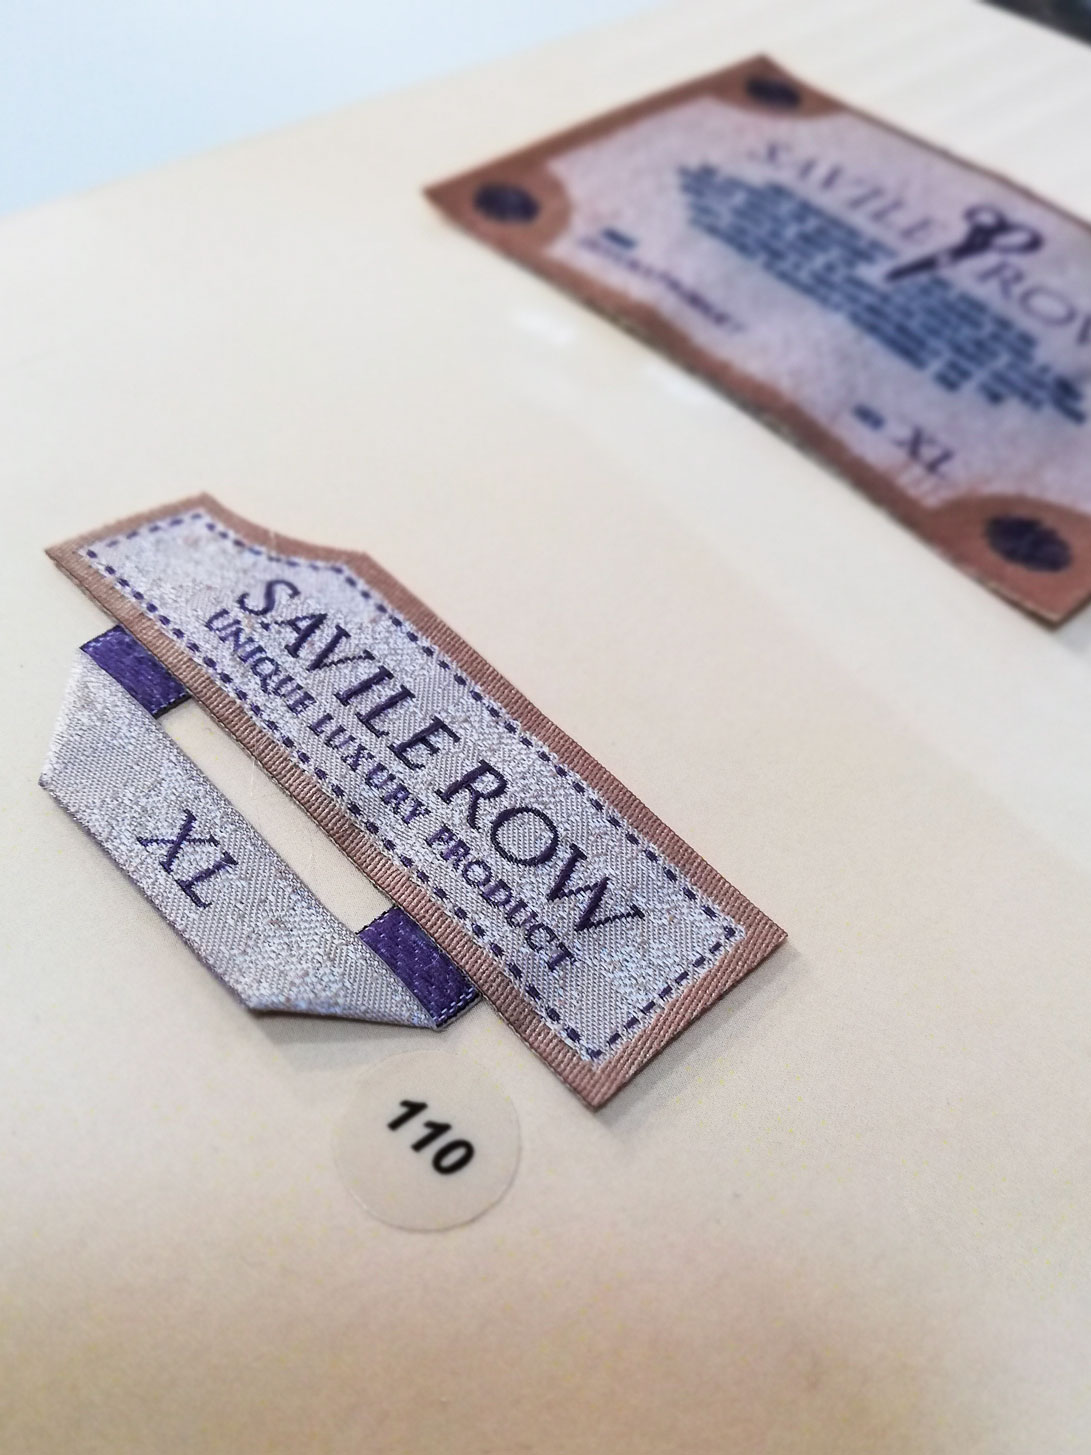 SAVILE ROW
XL
SAVILE ROW
UNIQUE LUXURY PRODUCT
XL
110